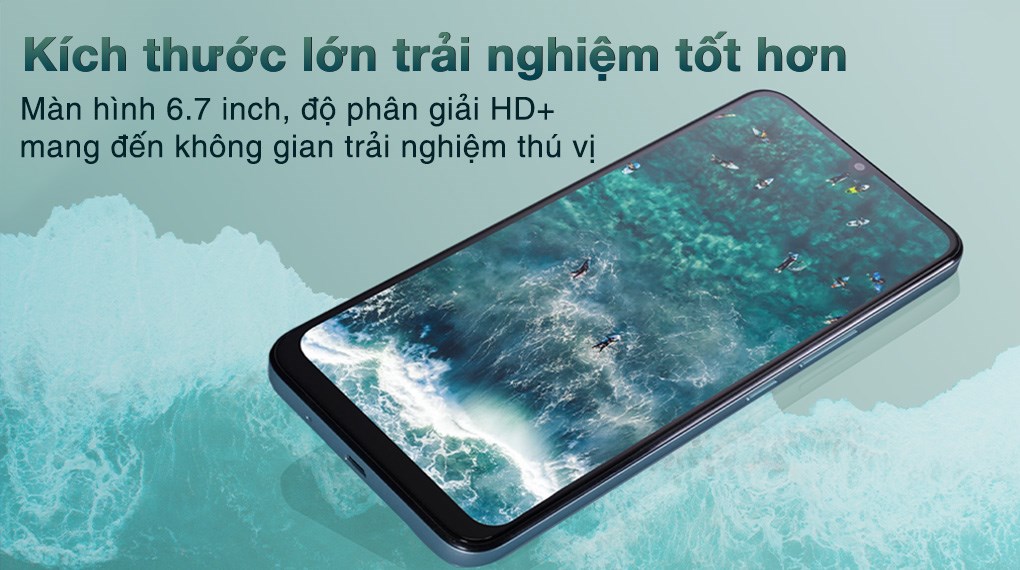 Kích thước lớn trải nghiệm tốt hơn
Màn hình 6.7 inch, độ phân giải HD+
mang đến không gian trải nghiệm thú vị